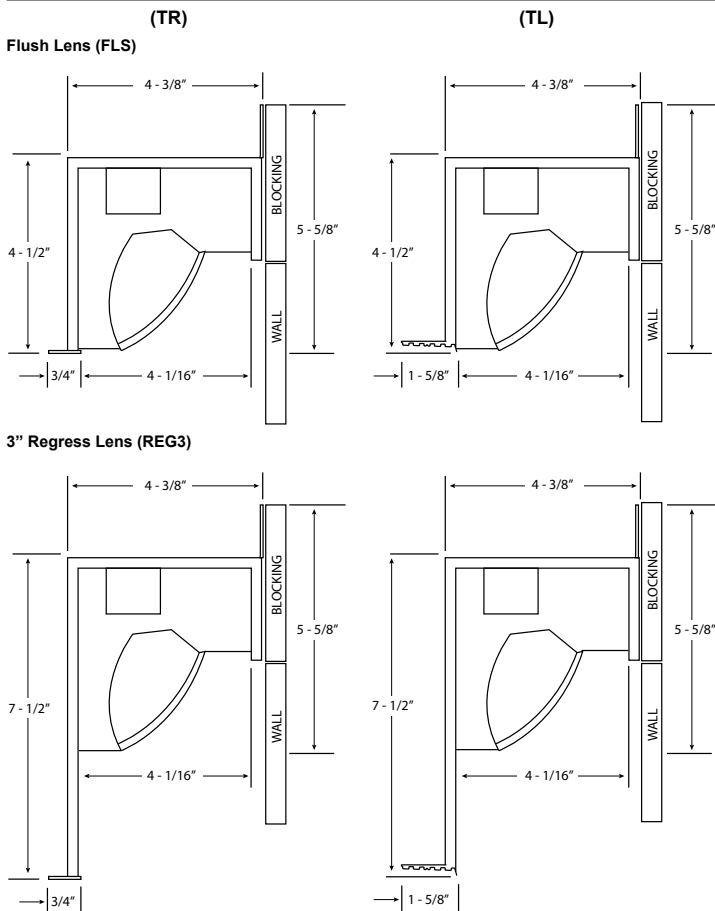 (TR) (TL)
Flush Lens (FLS)
4 - 3/8” 4 - 3/8”
BLOCKING BLOCKING
5 - 5/8” 5 - 5/8”
4 - 1/2” 4 - 1/2”
WALL WALL
3/4” 4 - 1/16” 1 - 5/8” 4 - 1/16”
3” Regress Lens (REG3)
4 - 3/8” 4 - 3/8”
BLOCKING BLOCKING
5 - 5/8” 5 - 5/8”
7 - 1/2” 7 - 1/2”
WALL WALL
4 - 1/16” 4 - 1/16”
3/4” 1 - 5/8”